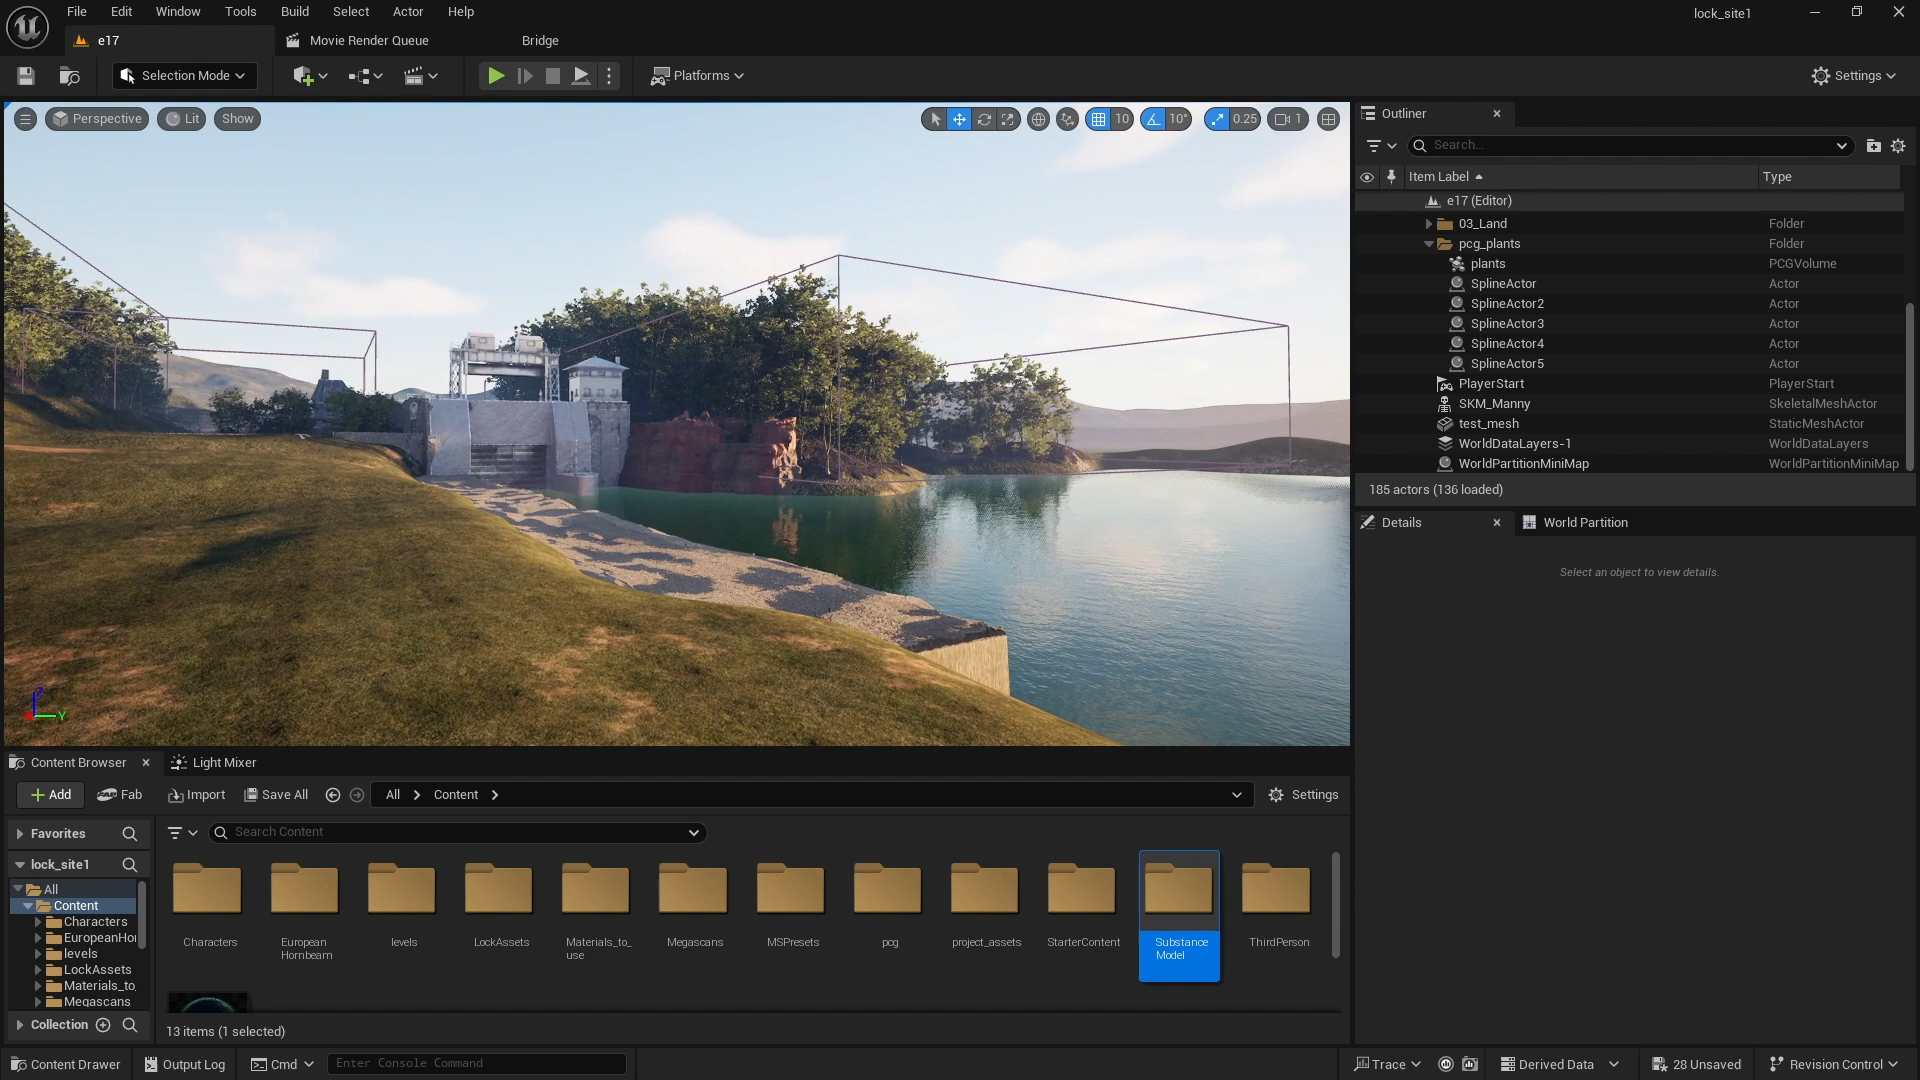 File Edit Window Tools Build Select Actor Help
lock_site1
e17
Movie Render Queue
Bridge
Selection Mode
Platforms
Settings
Perspective
Lit
Show
10
10°
0.25
1
Outliner
Search...
Item Label
Type
e17 (Editor)
03_Land Folder
pcg_plants Folder
plants PCGVolume
SplineActor Actor
SplineActor2 Actor
SplineActor3 Actor
SplineActor4 Actor
SplineActor5 Actor
PlayerStart PlayerStart
SKM_Manny SkeletalMeshActor
test_mesh StaticMeshActor
WorldDataLayers-1 WorldDataLayers
WorldPartitionMiniMap WorldPartitionMiniMap
185 actors (136 loaded)
Details
World Partition
Select an object to view details.
Z
Y
Content Browser
Light Mixer
Add
Fab
Import
Save All
All
Content
Settings
Favorites
Search Content
lock_site1
All
Content
Characters
EuropeanHor
levels
LockAssets
Materials_to_
Megascans
Collection
Characters
European
Hornbeam
levels
LockAssets
Materials_to_
use
Megascans
MSPresets
pcg
project_assets
StarterContent
Substance
Model
ThirdPerson
13 items (1 selected)
Content Drawer
Output Log
Cmd
Enter Console Command
Trace
Derived Data
28 Unsaved
Revision Control